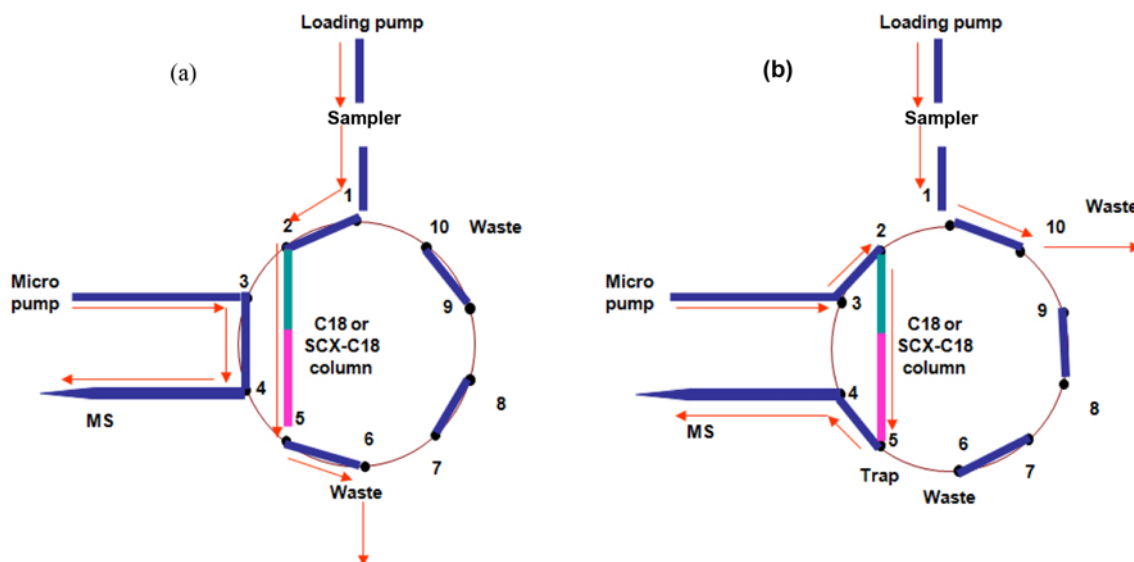 (a)
Loading pump
Sampler
1
2
10
Waste
3
Micro
pump
9
C18 or
SCX-C18
column
4
8
MS
5
6
7
Waste
(b)
Loading pump
Sampler
1
10
Waste
2
Micro
pump
3
9
C18 or
SCX-C18
column
4
8
MS
5
6
7
Trap
Waste